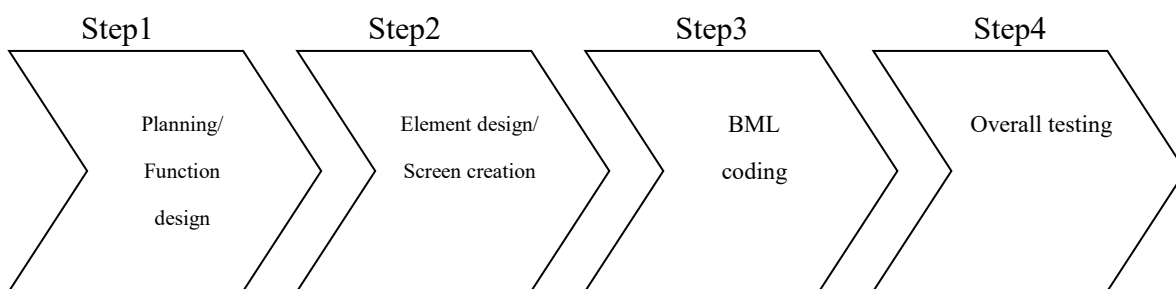 Step1
Step2
Step3
Step4
Planning/
Function
design
Element design/
Screen creation
BML
coding
Overall testing